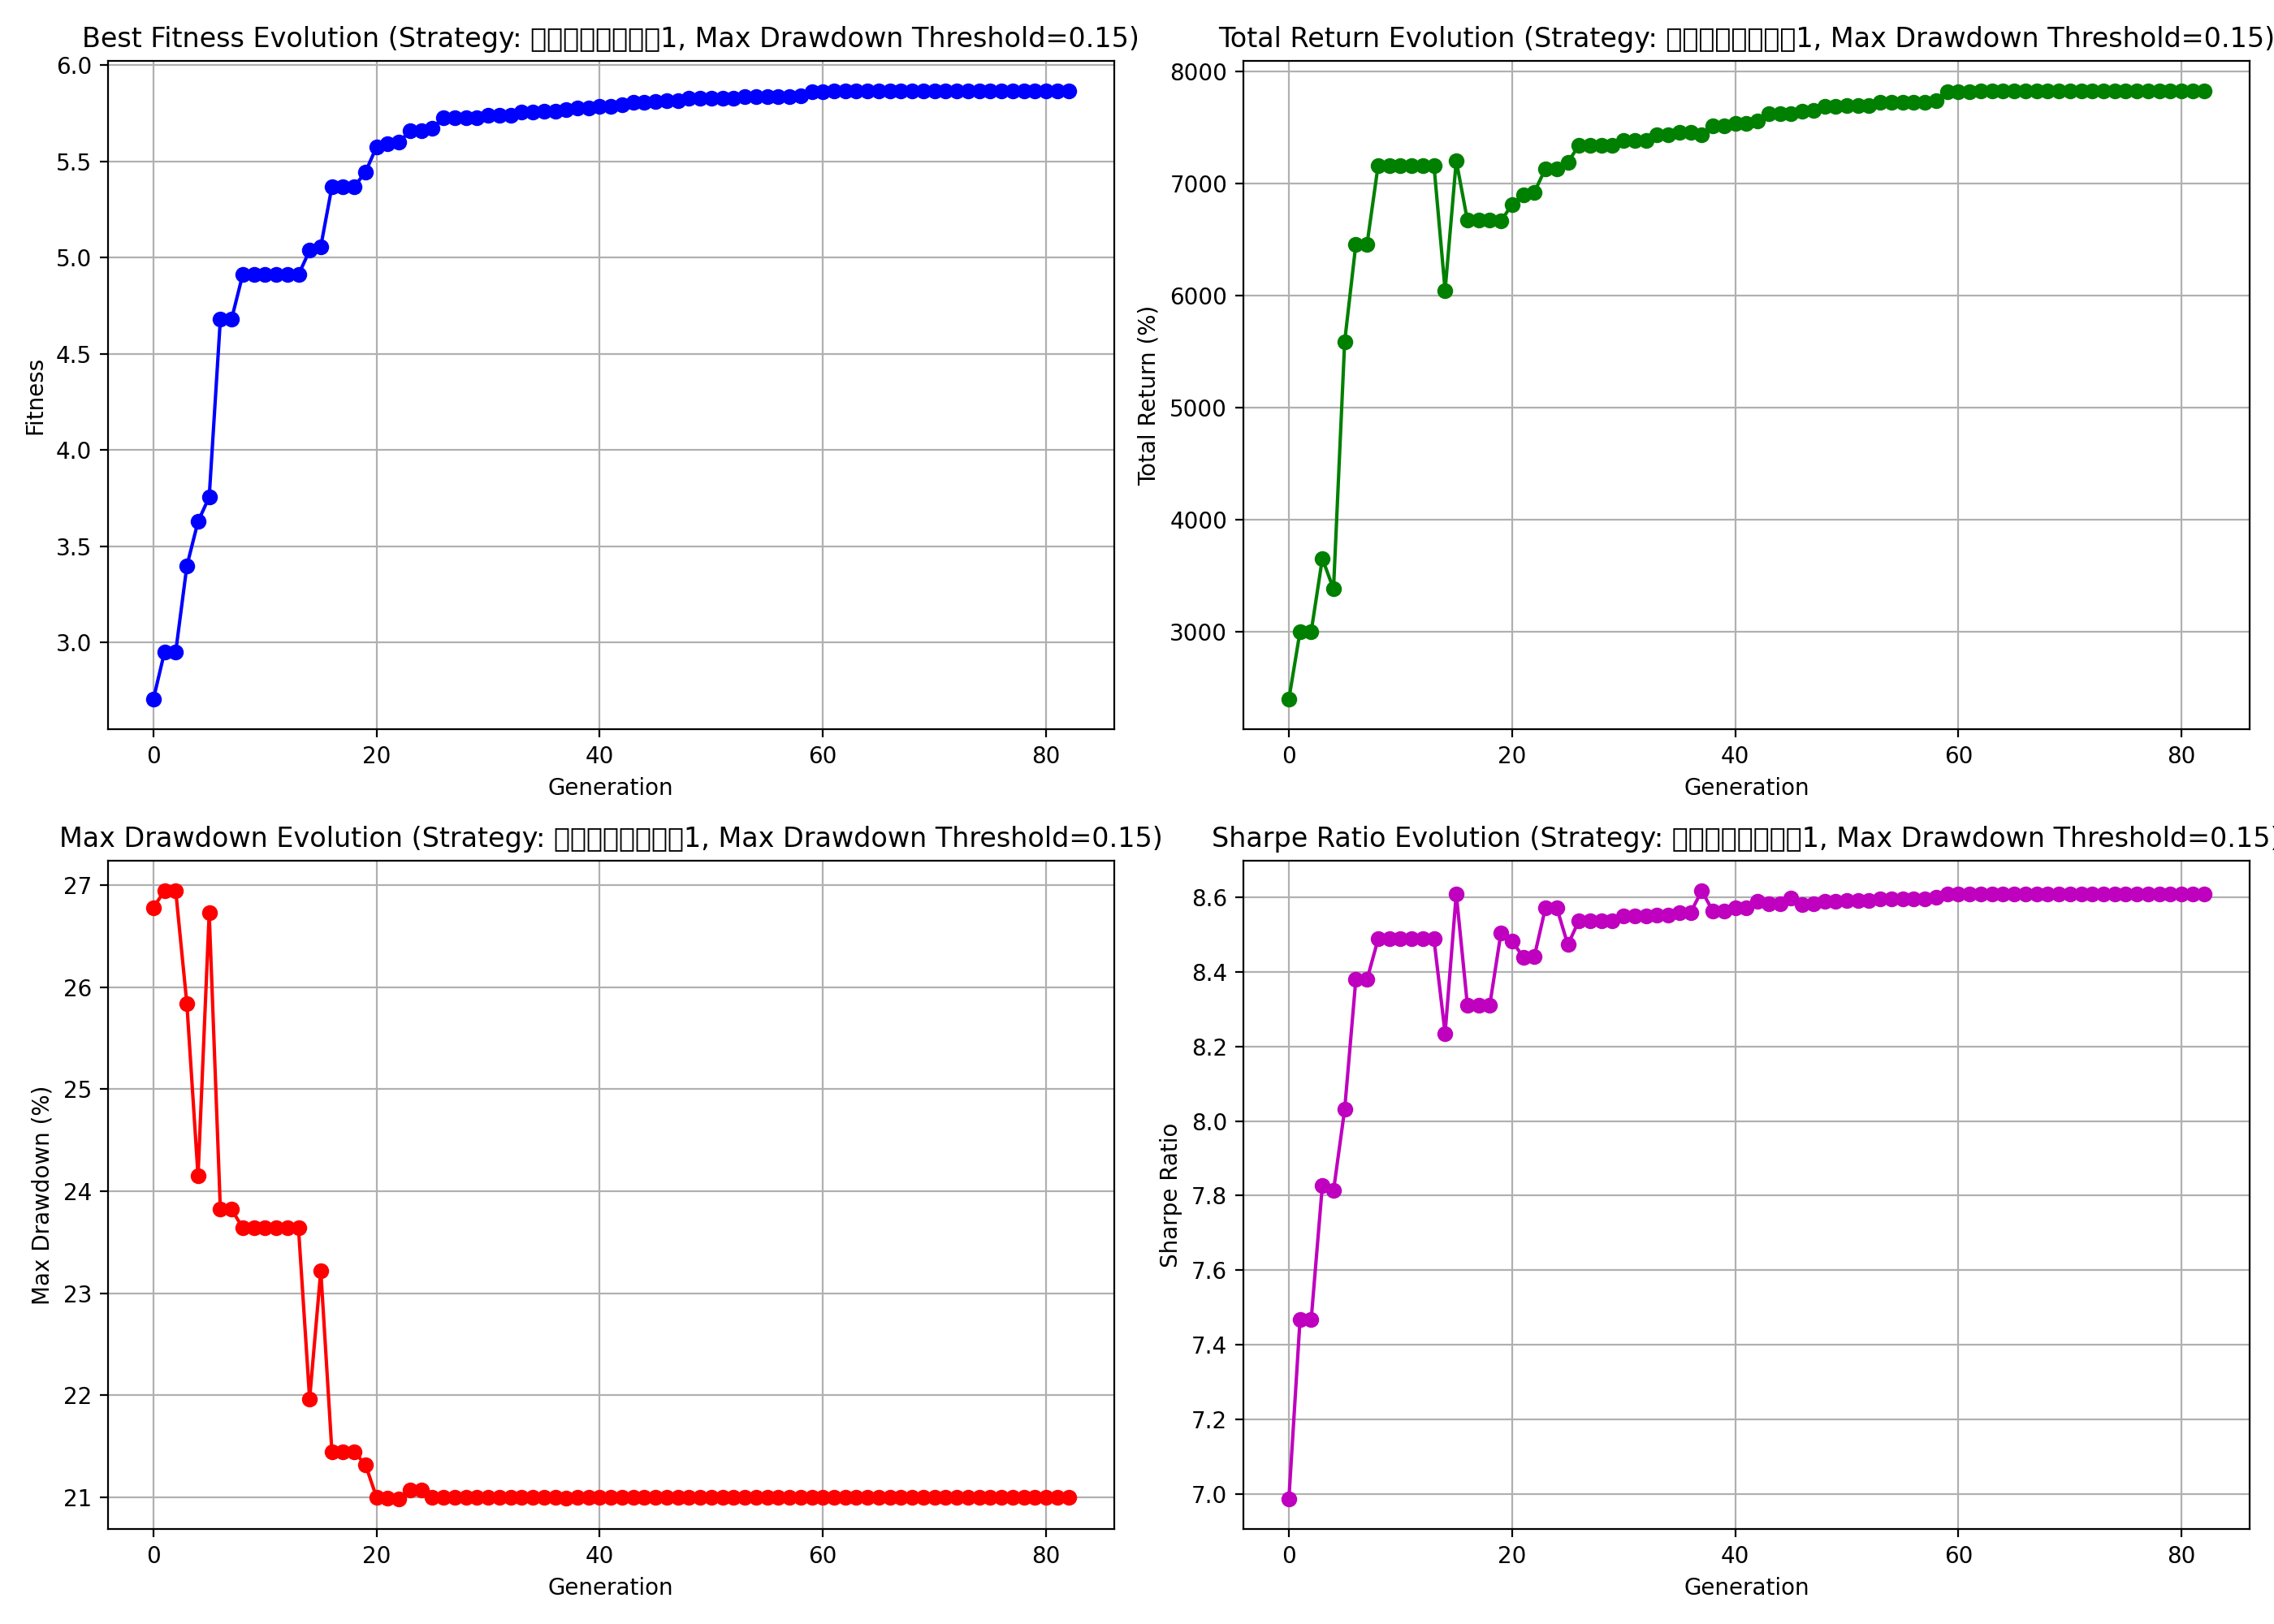 Best Fitness Evolution (Strategy: □□□□□□□□1, Max Drawdown Threshold=0.15)
6.0
5.5
5.0
4.5
4.0
3.5
3.0
Fitness
0 20 40 60 80
Generation
Total Return Evolution (Strategy: □□□□□□□□1, Max Drawdown Threshold=0.15)
8000
7000
6000
5000
4000
3000
Total Return (%)
0 20 40 60 80
Generation
Max Drawdown Evolution (Strategy: □□□□□□□□1, Max Drawdown Threshold=0.15)
27
26
25
24
23
22
21
Max Drawdown (%)
0 20 40 60 80
Generation
Sharpe Ratio Evolution (Strategy: □□□□□□□□1, Max Drawdown Threshold=0.15)
8.6
8.4
8.2
8.0
7.8
7.6
7.4
7.2
7.0
Sharpe Ratio
0 20 40 60 80
Generation